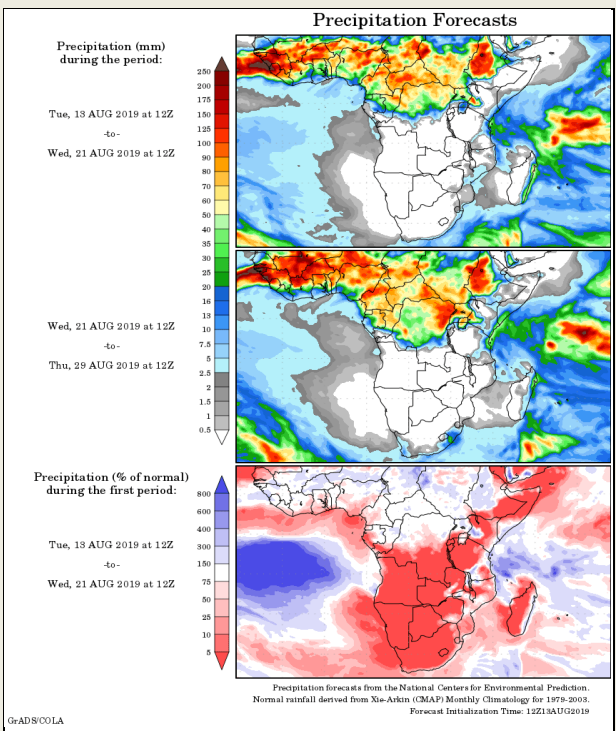 Precipitation Forecasts
Precipitation (mm)
during the period:
Tue, 13 AUG 2019 at 12Z
-to-
Wed, 21 AUG 2019 at 12Z
250
200
175
150
125
100
90
80
70
60
50
40
35
30
25
20
16
13
10
7.5
5
2.5
2
1.5
1
0.5
Wed, 21 AUG 2019 at 12Z
-to-
Thu, 29 AUG 2019 at 12Z
Precipitation (% of normal)
during the first period:
Tue, 13 AUG 2019 at 12Z
-to-
Wed, 21 AUG 2019 at 12Z
800
600
400
300
150
75
50
25
10
5
Precipitation forecasts from the National Centers for Environmental Prediction.
Normal rainfall derived from Xie-Arkin (CMAP) Monthly Climatology for 1979-2003.
Forecast Initialization Time: 12Z13AUG2019
GrADS/COLA